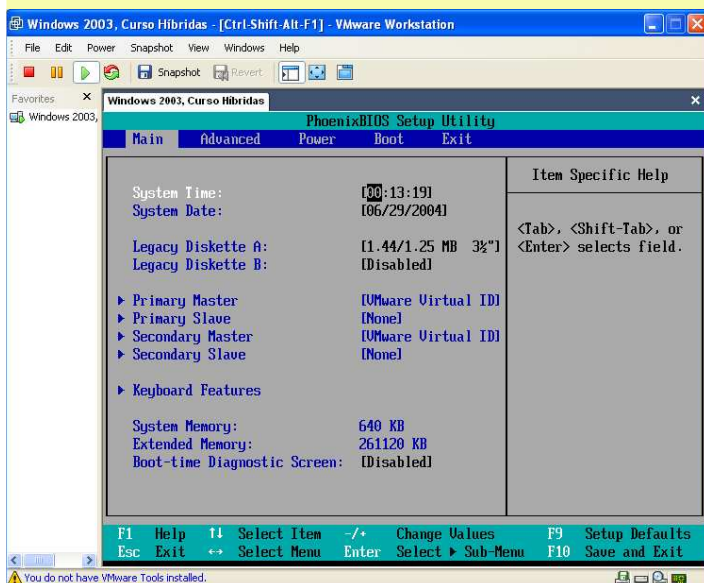 Windows 2003, Curso Híbridas - [Ctrl-Shift-Alt-F1] - VMware Workstation
File Edit Power Snapshot View Windows Help
Snapshot Revert
Favorites × Windows 2003, Curso Híbridas ×
Windows 2003,
PhoenixBIOS Setup Utility
Main Advanced Power Boot Exit
Item Specific Help
System Time: [00:13:19]
System Date: [06/29/2004]
<Tab>, <Shift-Tab>, or
<Enter> selects field.
Legacy Diskette A: [1.44/1.25 MB 3½"]
Legacy Diskette B: [Disabled]
Primary Master [VMware Virtual ID]
Primary Slave [None]
Secondary Master [VMware Virtual ID]
Secondary Slave [None]
Keyboard Features
System Memory: 640 KB
Extended Memory: 261120 KB
Boot-time Diagnostic Screen: [Disabled]
F1 Help ↑↓ Select Item -/+ Change Values F9 Setup Defaults
Esc Exit ↔ Select Menu Enter Select ▶ Sub-Menu F10 Save and Exit
You do not have VMware Tools installed.